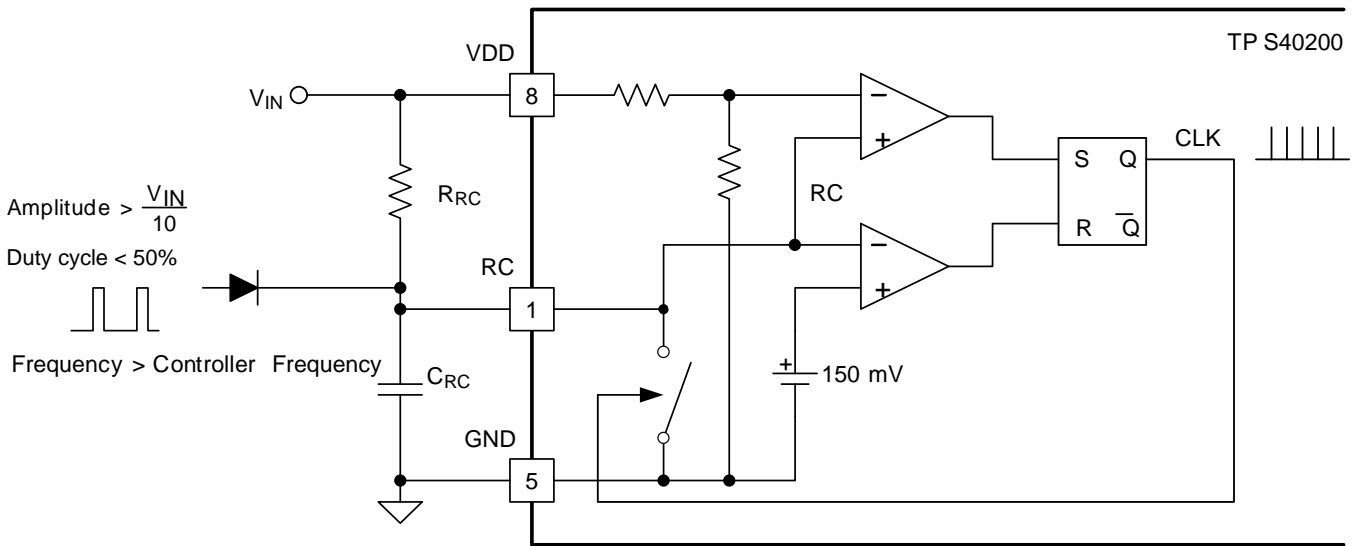 TP S40200
VDD
8
V_IN
−
+
S Q
R Q̅
CLK
R_RC
RC
Amplitude > V_IN/10
Duty cycle < 50%
RC
1
−
+
Frequency > Controller Frequency
C_RC
+
150 mV
GND
5